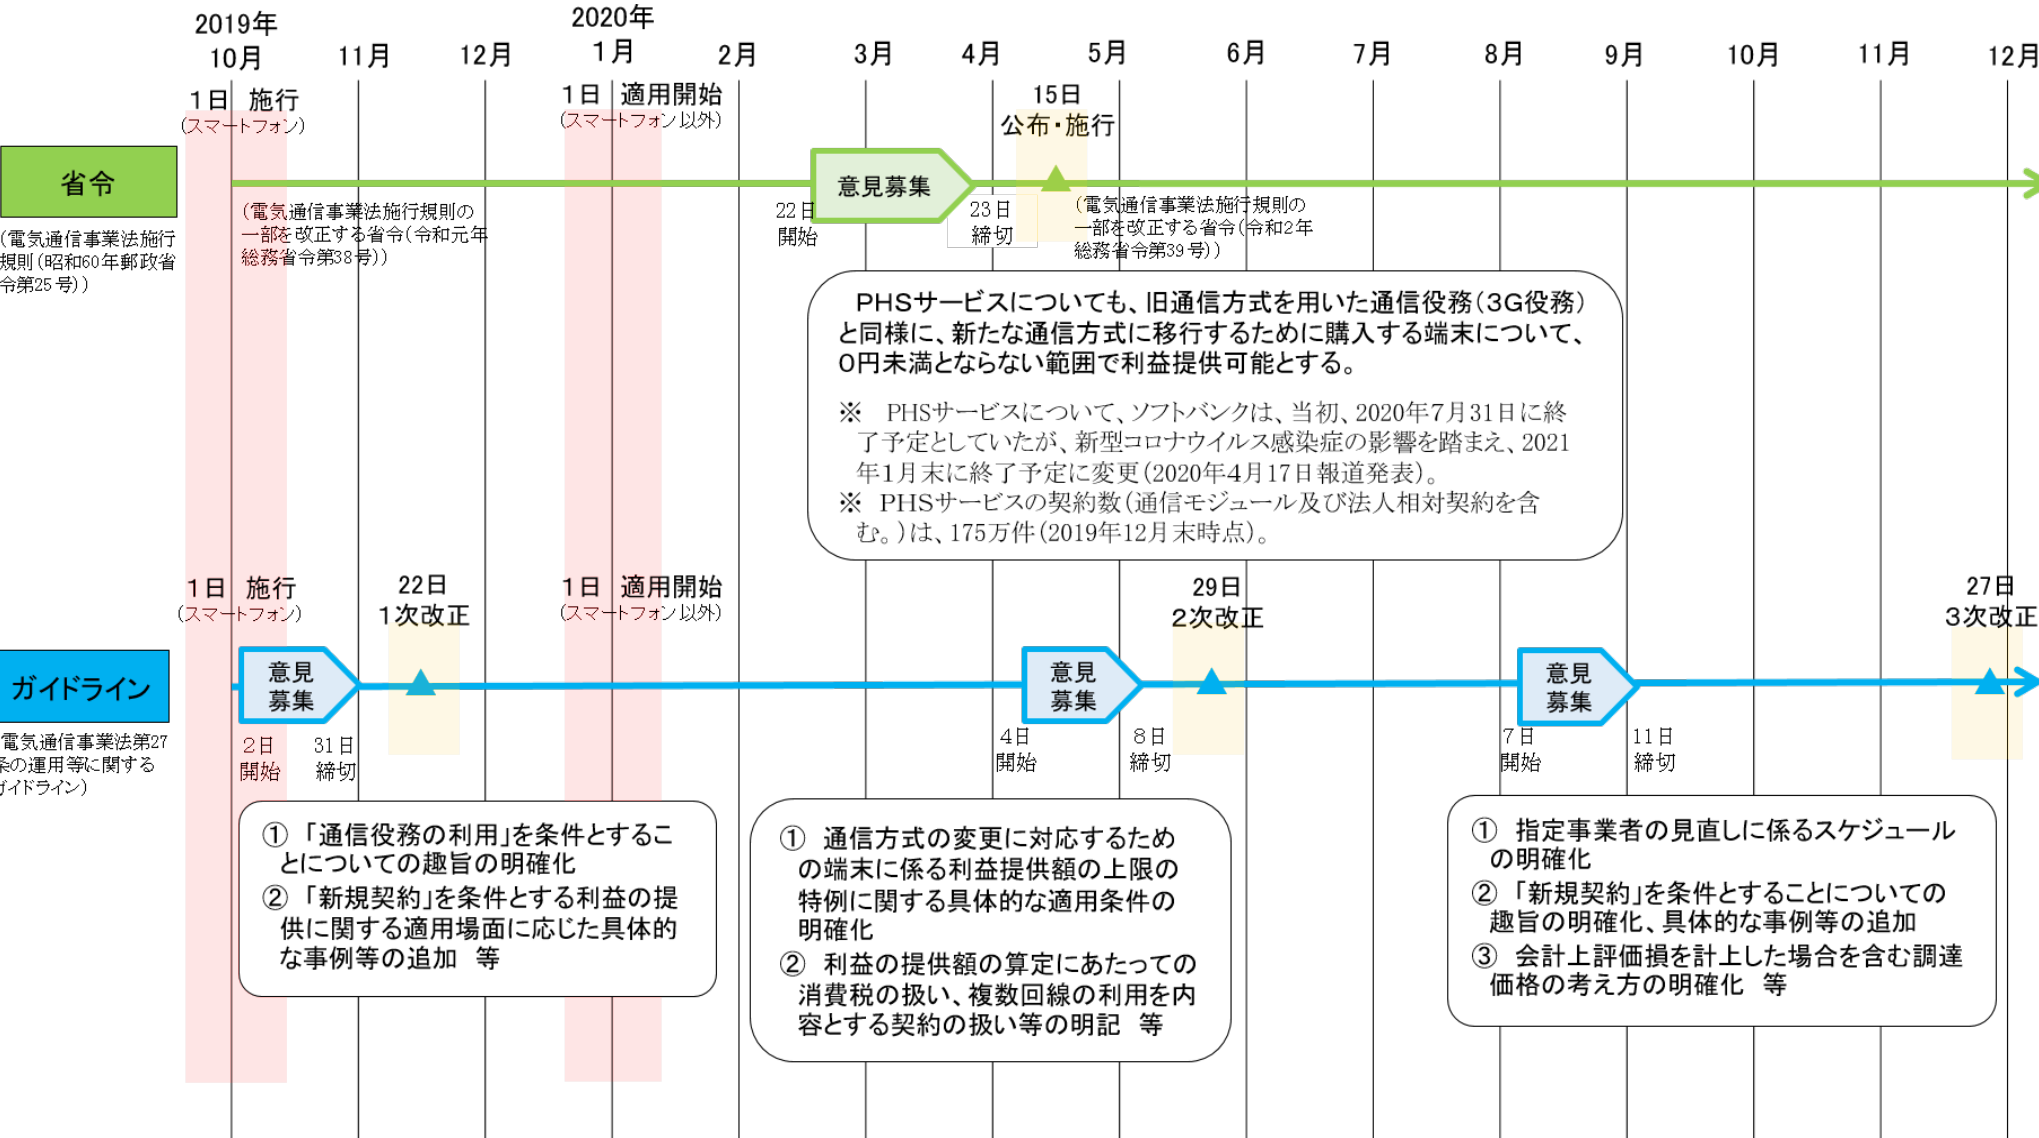 2019年
10月
11月
12月
2020年
1月
2月
3月
4月
5月
6月
7月
8月
9月
10月
11月
12月
1日 施行
(スマートフォン)
1日 適用開始
(スマートフォン以外)
15日
公布・施行
省令
意見募集
(電気通信事業法施行
規則(昭和60年郵政省
令第25号))
(電気通信事業法施行規則の
一部を改正する省令(令和元年
総務省令第38号))
22日
開始
23日
締切
(電気通信事業法施行規則の
一部を改正する省令(令和2年
総務省令第39号))
PHSサービスについても、旧通信方式を用いた通信役務(3G役務)
と同様に、新たな通信方式に移行するために購入する端末について、
0円未満とならない範囲で利益提供可能とする。
※ PHSサービスについて、ソフトバンクは、当初、2020年7月31日に終
了予定としていたが、新型コロナウイルス感染症の影響を踏まえ、2021
年1月末に終了予定に変更(2020年4月17日報道発表)。
※ PHSサービスの契約数(通信モジュール及び法人相対契約を含
む。)は、175万件(2019年12月末時点)。
1日 施行
(スマートフォン)
22日
1次改正
1日 適用開始
(スマートフォン以外)
29日
2次改正
27日
3次改正
ガイドライン
意見
募集
意見
募集
意見
募集
電気通信事業法第27
条の運用等に関する
ガイドライン)
2日
開始
31日
締切
4日
開始
8日
締切
7日
開始
11日
締切
① 「通信役務の利用」を条件とするこ
とについての趣旨の明確化
② 「新規契約」を条件とする利益の提
供に関する適用場面に応じた具体的
な事例等の追加 等
① 通信方式の変更に対応するため
の端末に係る利益提供額の上限の
特例に関する具体的な適用条件の
明確化
② 利益の提供額の算定にあたっての
消費税の扱い、複数回線の利用を内
容とする契約の扱い等の明記 等
① 指定事業者の見直しに係るスケジュール
の明確化
② 「新規契約」を条件とすることについての
趣旨の明確化、具体的な事例等の追加
③ 会計上評価損を計上した場合を含む調達
価格の考え方の明確化 等